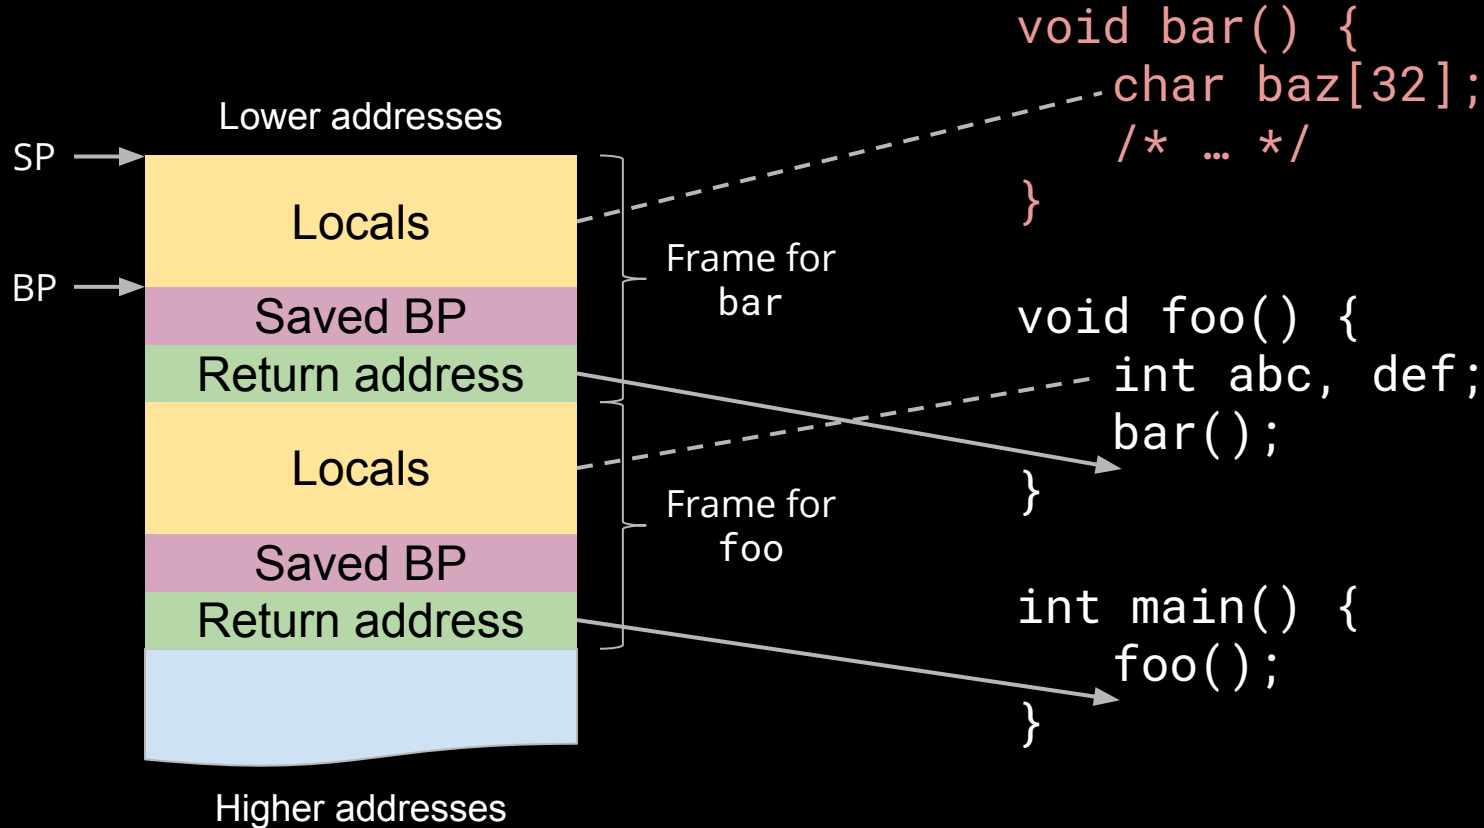 Lower addresses
SP
Locals
BP
Saved BP
Return address
Frame for
bar
Locals
Saved BP
Return address
Frame for
foo
Higher addresses
void bar() {
char baz[32];
/* … */
}
void foo() {
int abc, def;
bar();
}
int main() {
foo();
}